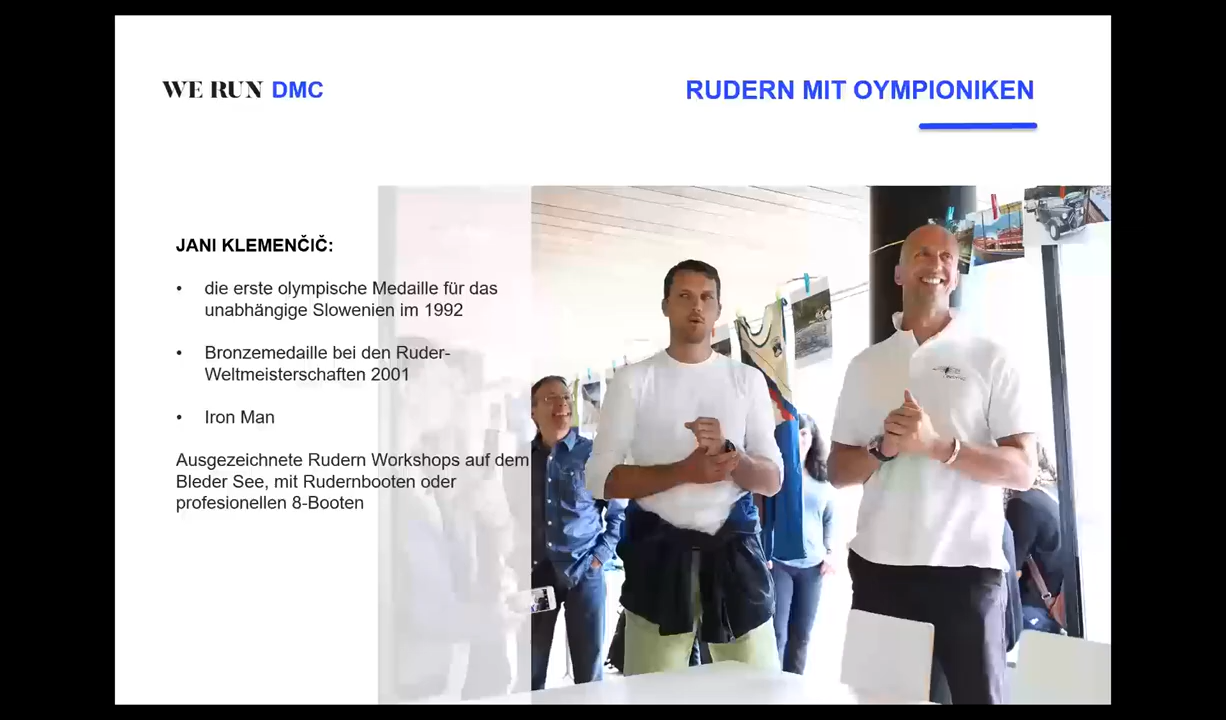 WE RUN DMC
RUDERN MIT OYMPIONIKEN
JANI KLEMENČIČ:
• die erste olympische Medaille für das
unabhängige Slowenien im 1992
• Bronzemedaille bei den Ruder-
Weltmeisterschaften 2001
• Iron Man
Ausgezeichnete Rudern Workshops auf dem
Bleder See, mit Rudernbooten oder
profesionellen 8-Booten